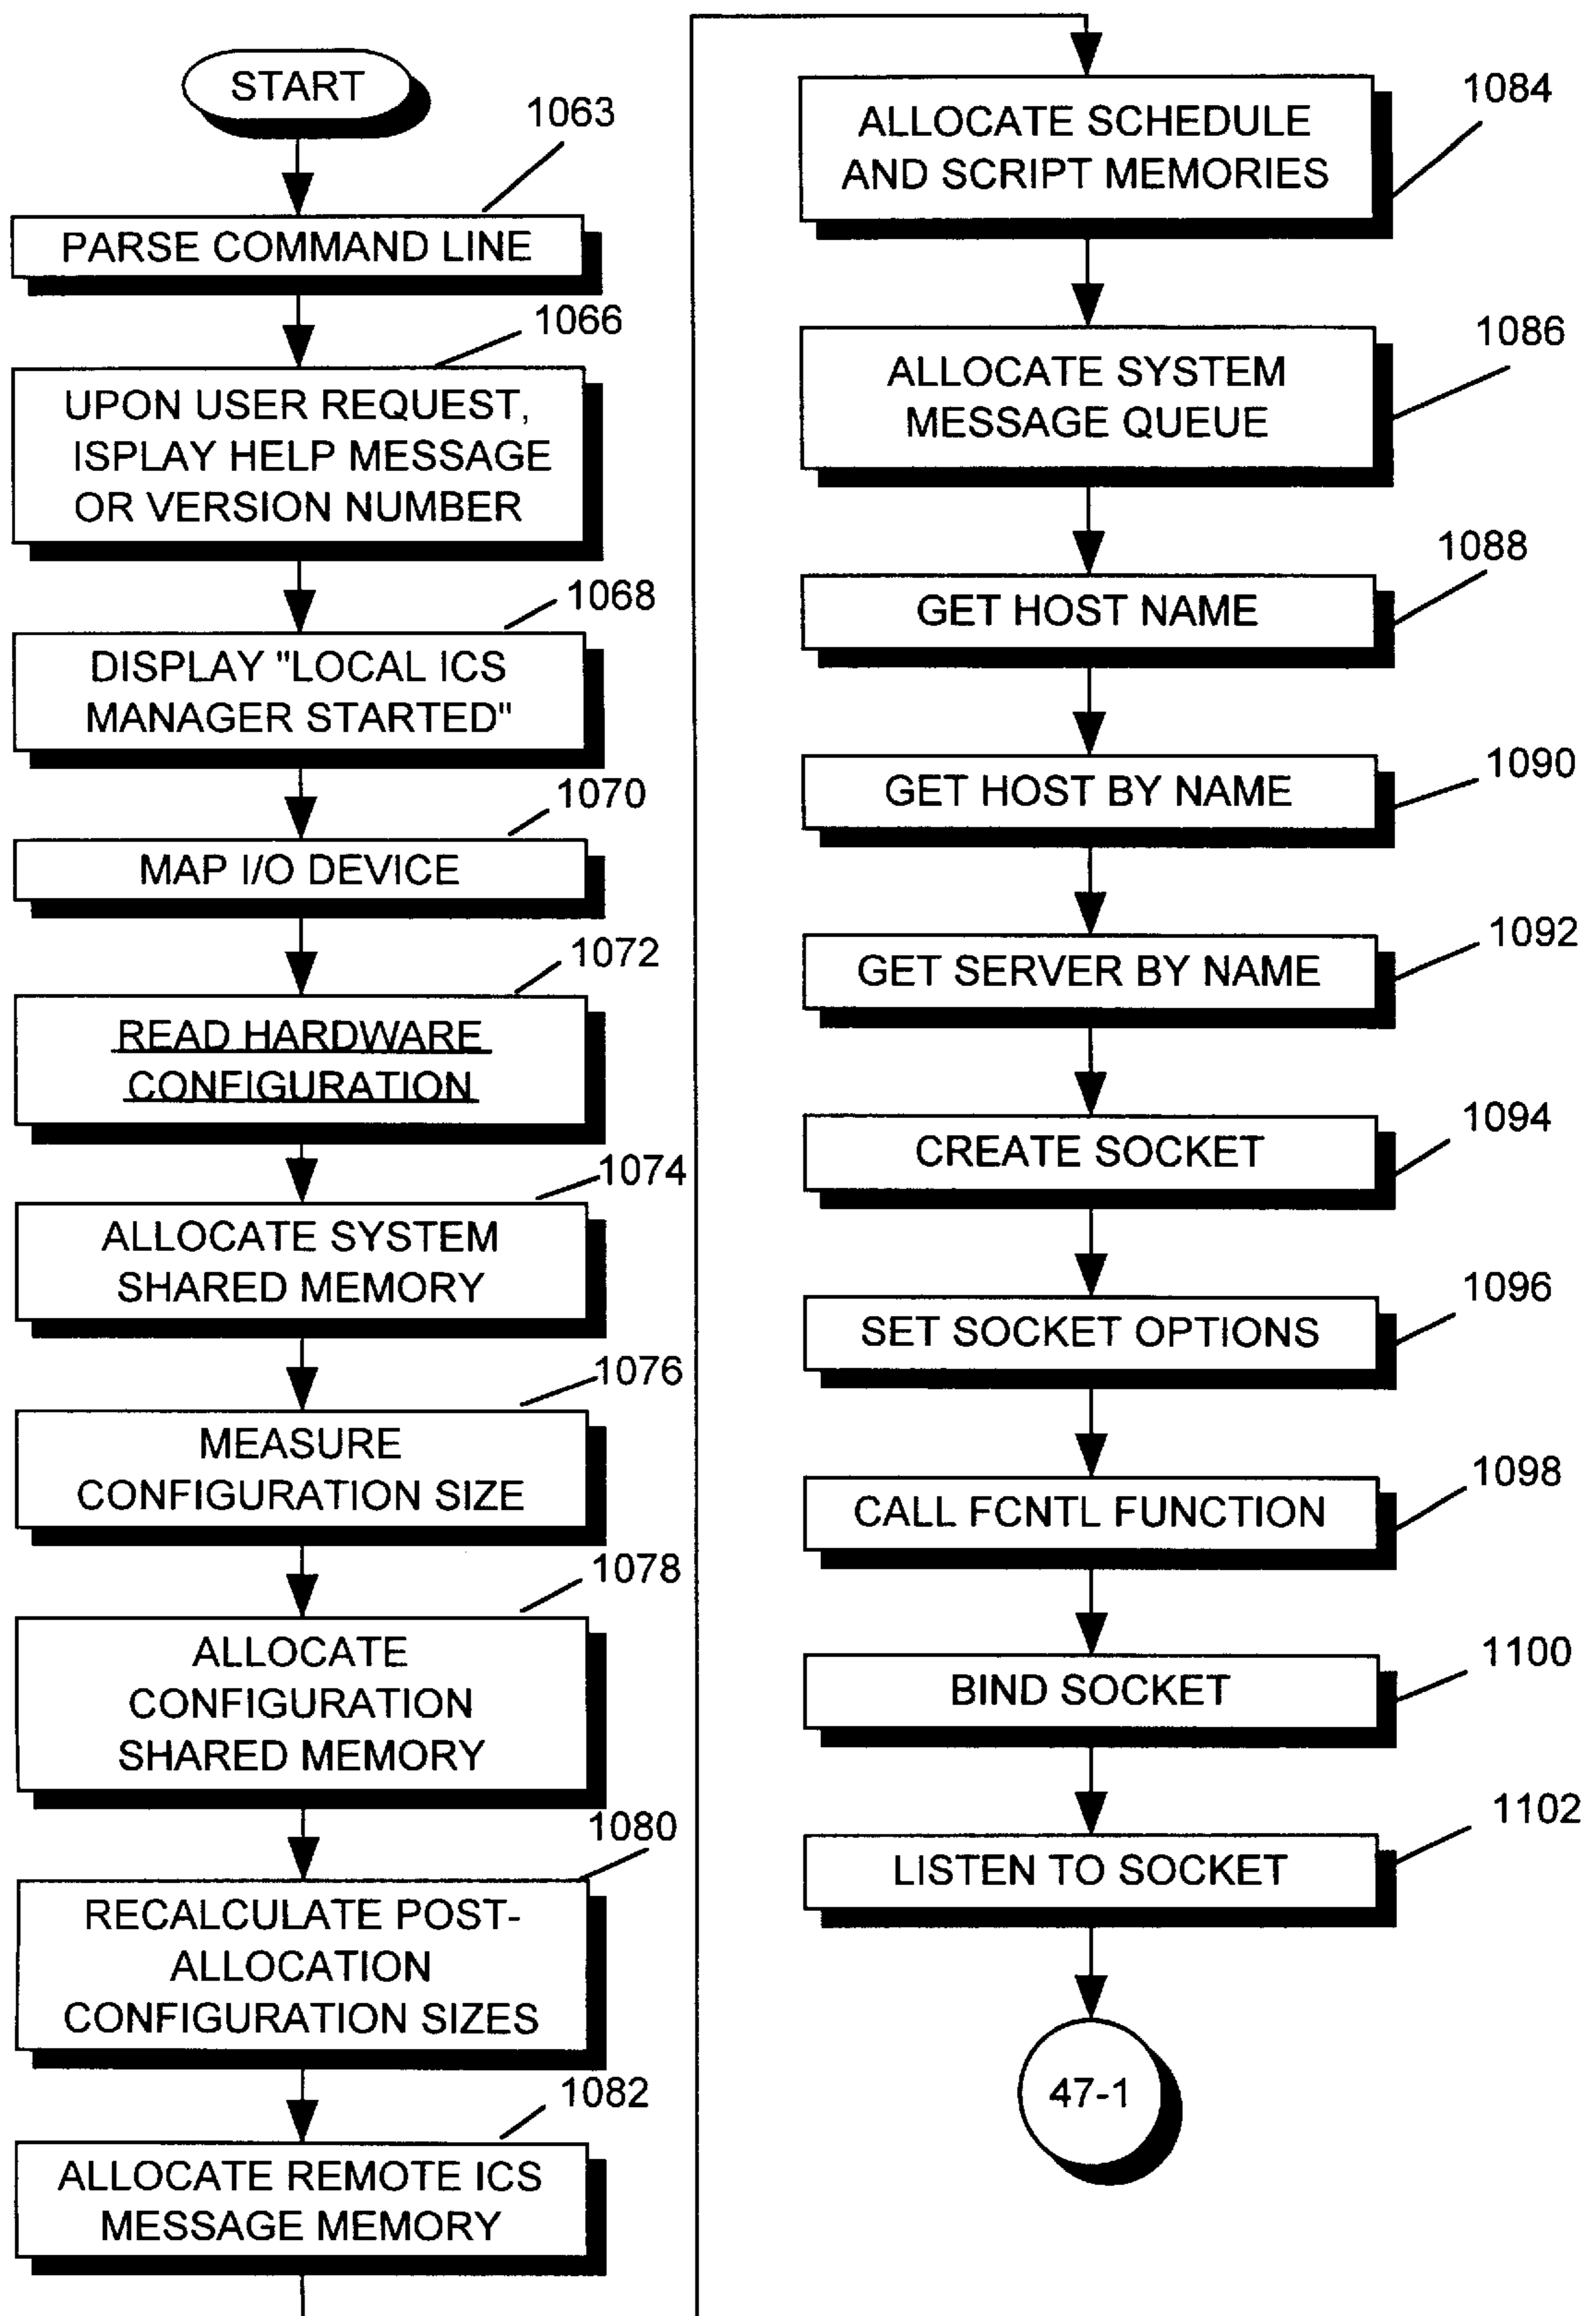 START
1063
PARSE COMMAND LINE
1066
UPON USER REQUEST,
ISPLAY HELP MESSAGE
OR VERSION NUMBER
1068
DISPLAY "LOCAL ICS
MANAGER STARTED"
1070
MAP I/O DEVICE
1072
READ HARDWARE
CONFIGURATION
1074
ALLOCATE SYSTEM
SHARED MEMORY
1076
MEASURE
CONFIGURATION SIZE
1078
ALLOCATE
CONFIGURATION
SHARED MEMORY
1080
RECALCULATE POST-
ALLOCATION
CONFIGURATION SIZES
1082
ALLOCATE REMOTE ICS
MESSAGE MEMORY
1084
ALLOCATE SCHEDULE
AND SCRIPT MEMORIES
1086
ALLOCATE SYSTEM
MESSAGE QUEUE
1088
GET HOST NAME
1090
GET HOST BY NAME
1092
GET SERVER BY NAME
1094
CREATE SOCKET
1096
SET SOCKET OPTIONS
1098
CALL FCNTL FUNCTION
1100
BIND SOCKET
1102
LISTEN TO SOCKET
47-1